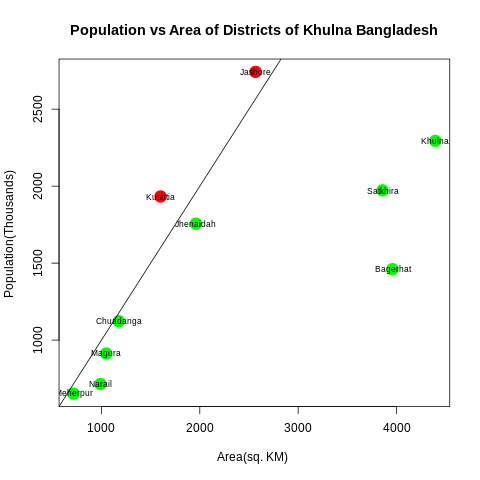 Population vs Area of Districts of Khulna Bangladesh
Population(Thousands)
2500
2000
1500
1000
Jashore
Khulna
Kustia
Satkhira
Jhenaidah
Bagerhat
Chuadanga
Magura
Narail
Meherpur
1000
2000
3000
4000
Area(sq. KM)